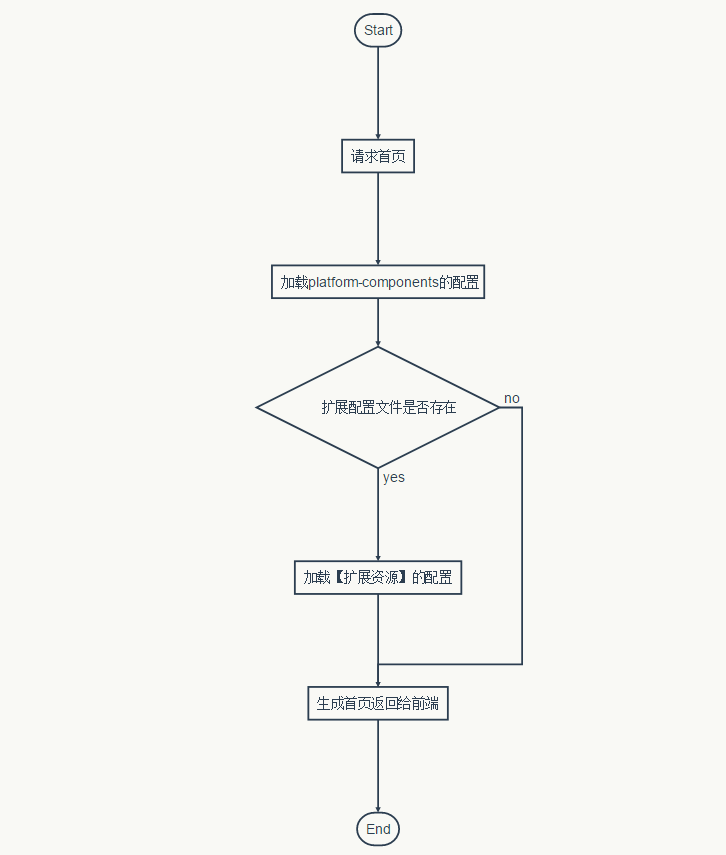 Start
请求首页
加载platform-components的配置
扩展配置文件是否存在
no
yes
加载【扩展资源】的配置
生成首页返回给前端
End